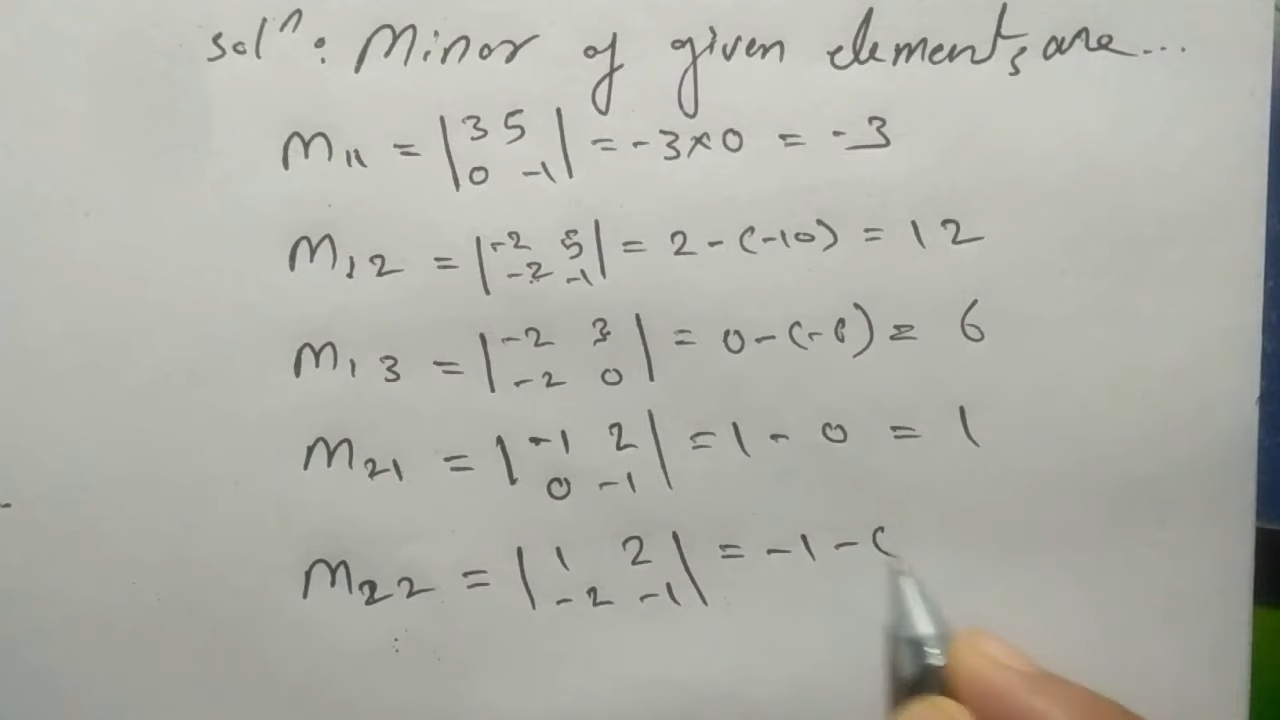 solⁿ: Minor of given elements are...
M₁₁ = |3 5; 0 -1| = -3×0 = -3
M₁₂ = |-2 5; -2 -1| = 2-(-10) = 12
M₁₃ = |-2 3; -2 0| = 0-(-6) = 6
M₂₁ = |-1 2; 0 -1| = 1-0 = 1
M₂₂ = |1 2; -2 -1| = -1-(